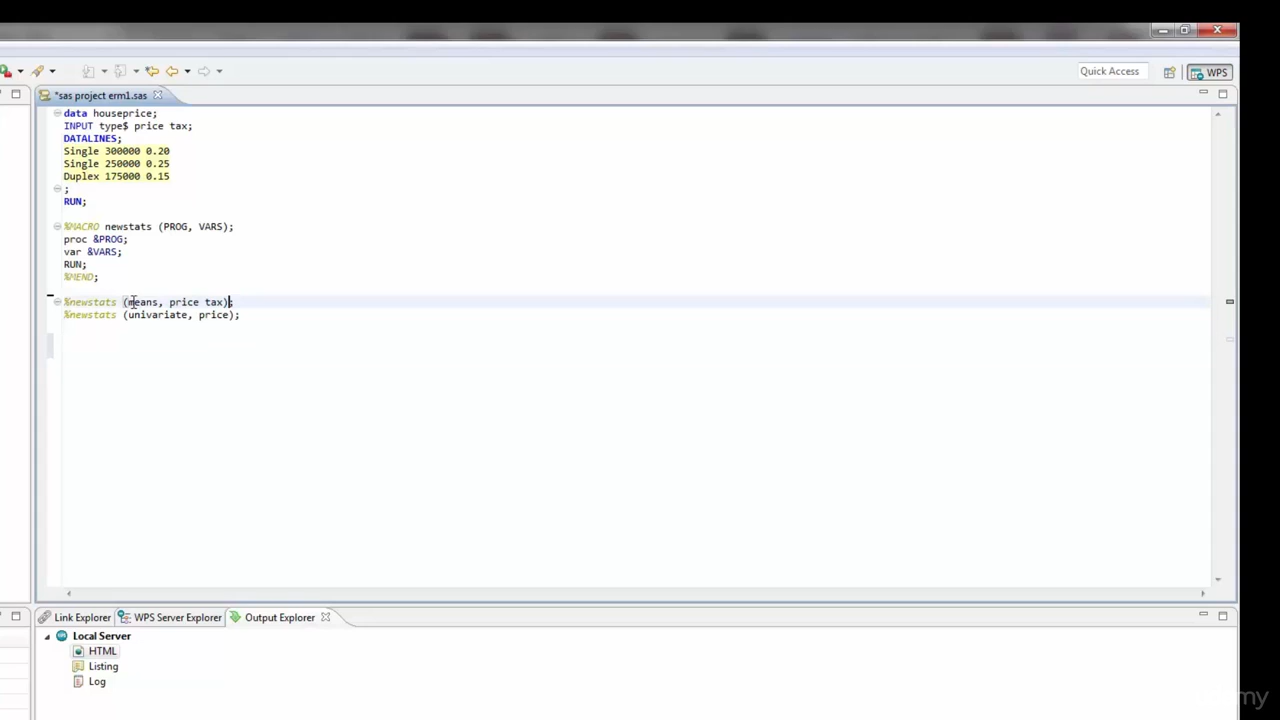 Quick Access
WPS
*sas project erm1.sas
data houseprice;
INPUT type$ price tax;
DATALINES;
Single 300000 0.20
Single 250000 0.25
Duplex 175000 0.15
;
RUN;
%MACRO newstats (PROG, VARS);
proc &PROG;
var &VARS;
RUN;
%MEND;
%newstats (means, price tax);
%newstats (univariate, price);
Link Explorer WPS Server Explorer Output Explorer
Local Server
HTML
Listing
Log